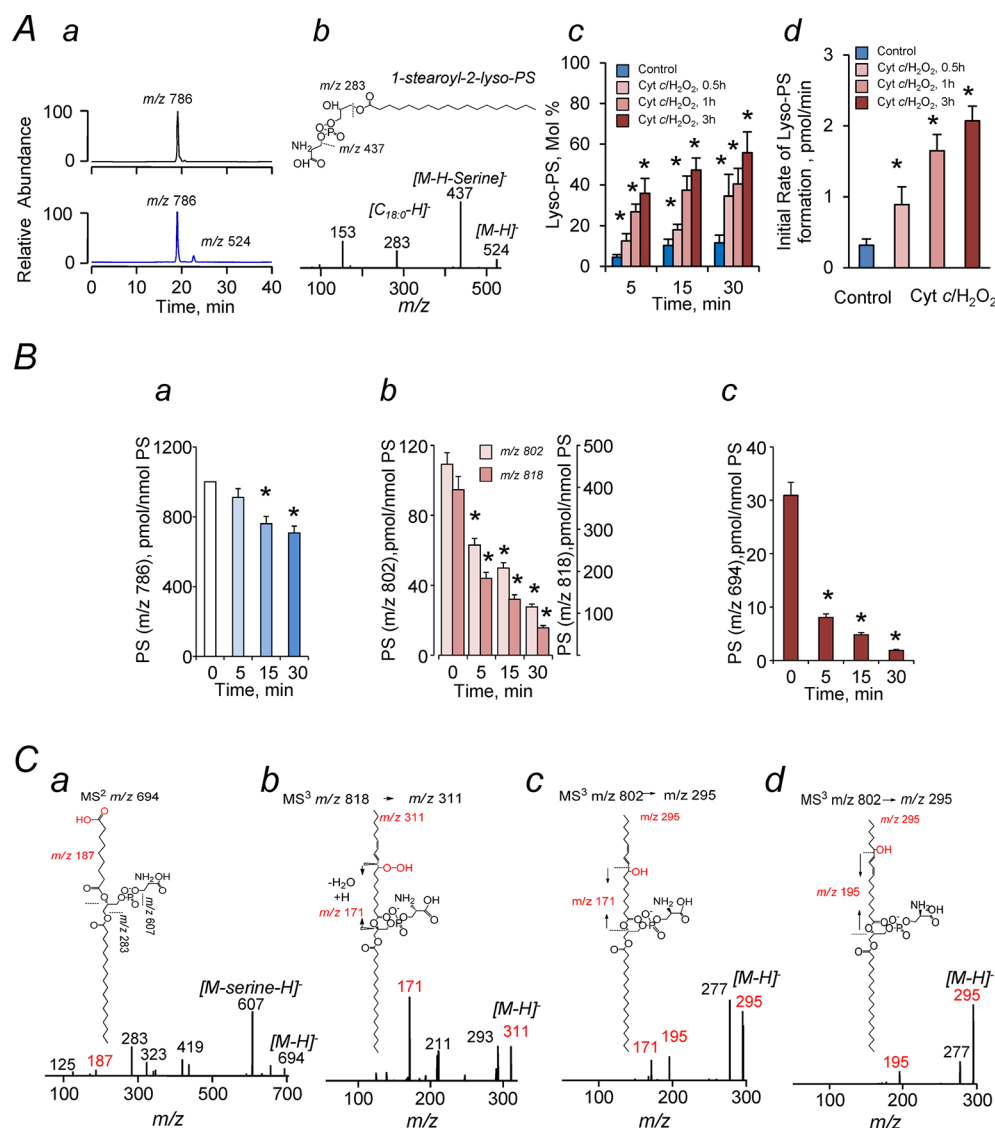 A
a
m/z 786
100
0
m/z 786
100
m/z 524
0
0 20 40
Relative Abundance
Time, min
b
1-stearoyl-2-lyso-PS
m/z 283
m/z 437
[M-H-Serine]-
437
[C18:0-H]-
153
283
[M-H]-
524
100 300 500
m/z
c
100
80
60
40
20
0
Lyso-PS, Mol %
Control
Cyt c/H2O2, 0.5h
Cyt c/H2O2, 1h
Cyt c/H2O2, 3h
* * * * * * * * *
5 15 30
Time, min
d
3
2
1
0
Initial Rate of Lyso-PS
formation , pmol/min
Control
Cyt c/H2O2, 0.5h
Cyt c/H2O2, 1h
Cyt c/H2O2, 3h
* * *
Control Cyt c/H2O2
B
a
1200
800
400
0
PS (m/z 786), pmol/nmol PS
* *
0 5 15 30
Time, min
b
120
80
40
0
PS (m/z 802),pmol/nmol PS
m/z 802
m/z 818
* * * * * *
500
400
300
200
100
PS (m/z 818),pmol/nmol PS
0 5 15 30
Time, min
c
40
30
20
10
0
PS (m/z 694),pmol/nmol PS
* * *
0 5 15 30
Time, min
C
a
MS2 m/z 694
HO O
m/z 187
NH2 OH
m/z 283
m/z 607
[M-serine-H]-
607
[M-H]-
125 187 283 323 419 694
100 300 500 700
m/z
b
MS3 m/z 818 → m/z 311
m/z 311
O-OH
-H2O
+H
m/z 171
NH2 OH
171
[M-H]-
211 293 311
100 200 300
m/z
c
MS3 m/z 802 → m/z 295
m/z 295
OH
m/z 171
NH2 OH
[M-H]-
171 195 277 295
100 200 300
m/z
d
MS3 m/z 802 → m/z 295
m/z 295
OH
m/z 195
NH2 OH
[M-H]-
295
195 277
100 200 300
m/z